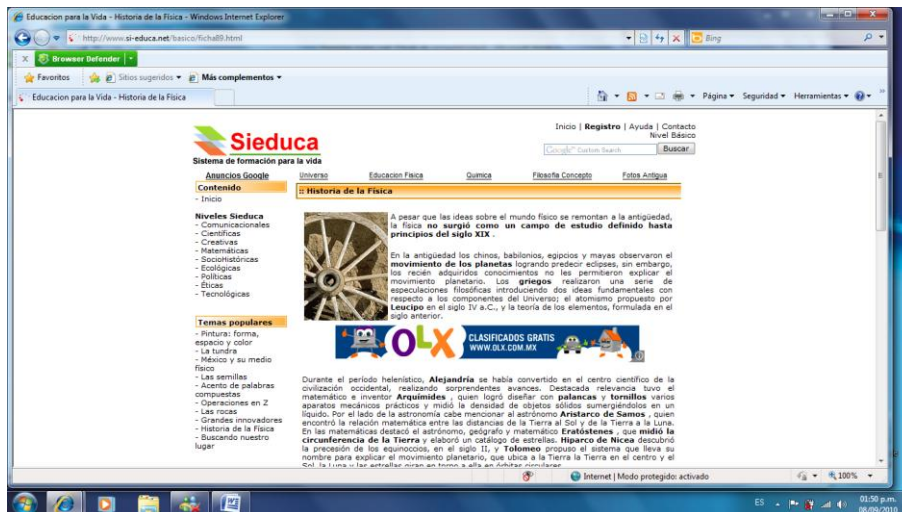 Educacion para la Vida - Historia de la Física - Windows Internet Explorer
http://www.si-educa.net/basico/ficha89.html
Bing
X Browser Defender
Favoritos Sitios sugeridos Más complementos
Educacion para la Vida - Historia de la Física
Página Seguridad Herramientas
Sieduca
Sistema de formación para la vida
Inicio | Registro | Ayuda | Contacto
Nivel Básico
Google Custom Search Buscar
Anuncios Google Universo Educacion Fisica Quimica Filosofia Concepto Fotos Antigua
Contenido
- Inicio
Niveles Sieduca
- Comunicacionales
- Científicas
- Creativas
- Matemáticas
- SocioHistóricas
- Ecológicas
- Políticas
- Éticas
- Tecnológicas
Temas populares
- Pintura: forma,
espacio y color
- La tundra
- México y su medio
físico
- Las semillas
- Acento de palabras
compuestas
- Operaciones en Z
- Las rocas
- Grandes innovadores
- Historia de la Física
- Buscando nuestro
lugar
:: Historia de la Física
A pesar que las ideas sobre el mundo físico se remontan a la antigüedad,
la física no surgió como un campo de estudio definido hasta
principios del siglo XIX .
En la antigüedad los chinos, babilonios, egipcios y mayas observaron el
movimiento de los planetas logrando predecir eclipses, sin embargo,
los recién adquiridos conocimientos no les permitieron explicar el
movimiento planetario. Los griegos realizaron una serie de
especulaciones filosóficas introduciendo dos ideas fundamentales con
respecto a los componentes del Universo; el atomismo propuesto por
Leucipo en el siglo IV a.C., y la teoría de los elementos, formulada en el
siglo anterior.
OLX CLASIFICADOS GRATIS
WWW.OLX.COM.MX
Durante el período helenístico, Alejandría se había convertido en el centro científico de la
civilización occidental, realizando sorprendentes avances. Destacada relevancia tuvo el
matemático e inventor Arquímides , quien logró diseñar con palancas y tornillos varios
aparatos mecánicos prácticos y midió la densidad de objetos sólidos sumergiéndolos en un
líquido. Por el lado de la astronomía cabe mencionar al astrónomo Aristarco de Samos , quien
encontró la relación matemática entre las distancias de la Tierra al Sol y de la Tierra a la Luna.
En las matemáticas destacó el astrónomo, geógrafo y matemático Eratóstenes , que midió la
circunferencia de la Tierra y elaboró un catálogo de estrellas. Hiparco de Nicea descubrió
la precesión de los equinoccios, en el siglo II, y Tolomeo propuso el sistema que lleva su
nombre para explicar el movimiento planetario, que ubica a la Tierra en el centro y el
Sol, la Luna y las estrellas giran en torno a ella en órbitas circulares.
Internet | Modo protegido: activado 100%
ES 01:50 p.m.
08/09/2010